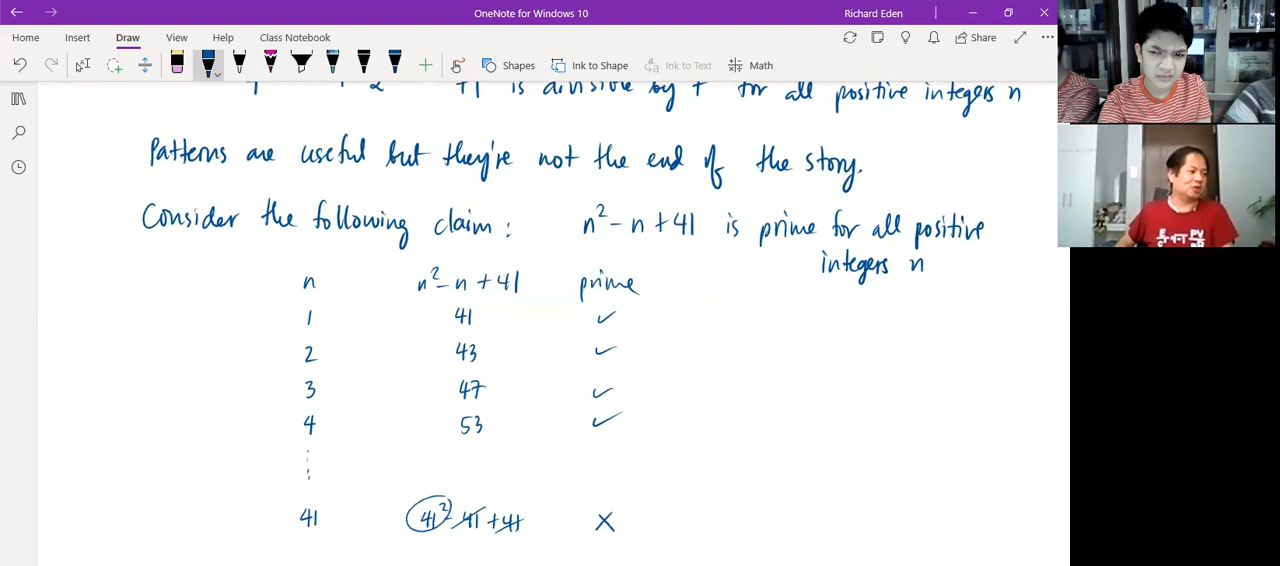 OneNote for Windows 10
Richard Eden
Home Insert Draw View Help Class Notebook
Share
Shapes Ink to Shape Ink to Text Math
+1 is divisible by 7 for all positive integers n
Patterns are useful but they're not the end of the story.
Consider the following claim : n² - n + 41 is prime for all positive
integers n
n n² - n + 41 prime
1 41 ✓
2 43 ✓
3 47 ✓
4 53 ✓
41 41² - 41 + 41 ×